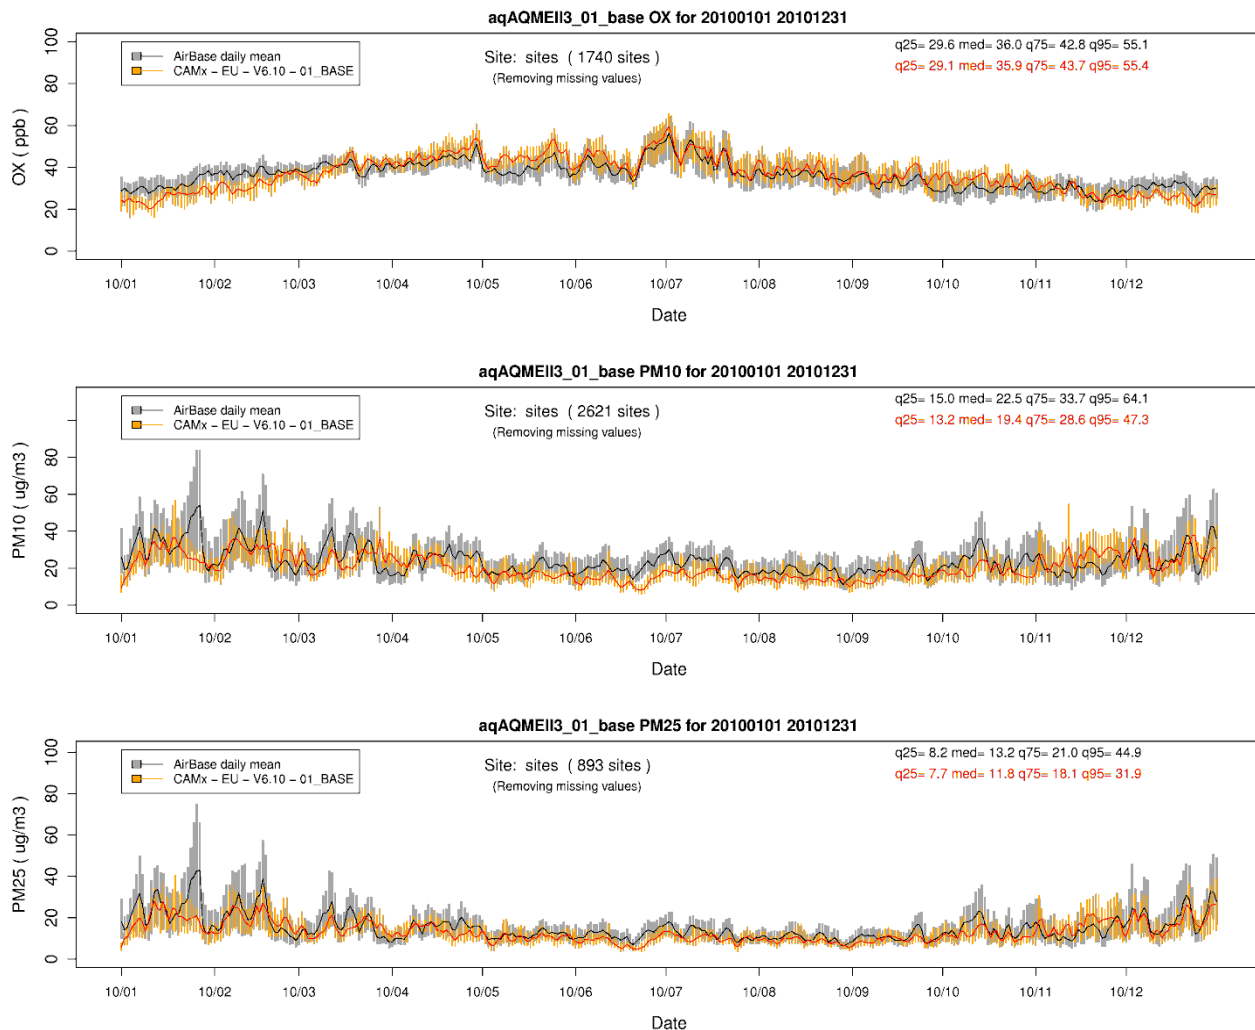 aqAQMEII3_01_base OX for 20100101 20101231
AirBase daily mean
CAMx − EU − V6.10 − 01_BASE
Site: sites ( 1740 sites )
(Removing missing values)
q25= 29.6 med= 36.0 q75= 42.8 q95= 55.1
q25= 29.1 med= 35.9 q75= 43.7 q95= 55.4
OX ( ppb )
100
80
60
40
20
0
10/01 10/02 10/03 10/04 10/05 10/06 10/07 10/08 10/09 10/10 10/11 10/12
Date
aqAQMEII3_01_base PM10 for 20100101 20101231
AirBase daily mean
CAMx − EU − V6.10 − 01_BASE
Site: sites ( 2621 sites )
(Removing missing values)
q25= 15.0 med= 22.5 q75= 33.7 q95= 64.1
q25= 13.2 med= 19.4 q75= 28.6 q95= 47.3
PM10 ( ug/m3 )
80
60
40
20
0
10/01 10/02 10/03 10/04 10/05 10/06 10/07 10/08 10/09 10/10 10/11 10/12
Date
aqAQMEII3_01_base PM25 for 20100101 20101231
AirBase daily mean
CAMx − EU − V6.10 − 01_BASE
Site: sites ( 893 sites )
(Removing missing values)
q25= 8.2 med= 13.2 q75= 21.0 q95= 44.9
q25= 7.7 med= 11.8 q75= 18.1 q95= 31.9
PM25 ( ug/m3 )
100
80
60
40
20
0
10/01 10/02 10/03 10/04 10/05 10/06 10/07 10/08 10/09 10/10 10/11 10/12
Date